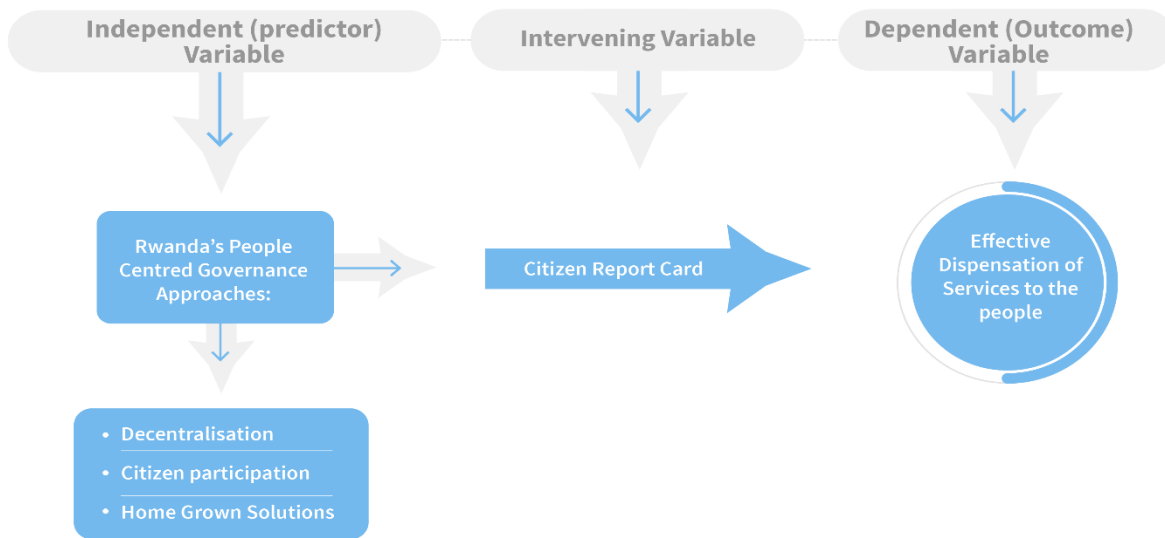 Independent (predictor)
Variable
Intervening Variable
Dependent (Outcome)
Variable
Rwanda's People
Centred Governance
Approaches:
Citizen Report Card
Effective
Dispensation of
Services to the
people
• Decentralisation
• Citizen participation
• Home Grown Solutions